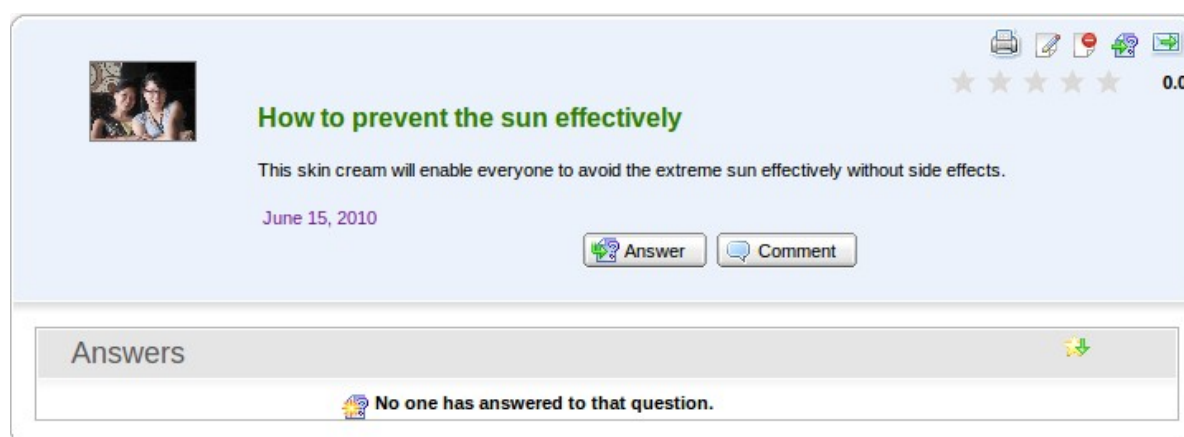 0.0
How to prevent the sun effectively
This skin cream will enable everyone to avoid the extreme sun effectively without side effects.
June 15, 2010
Answer
Comment
Answers
No one has answered to that question.